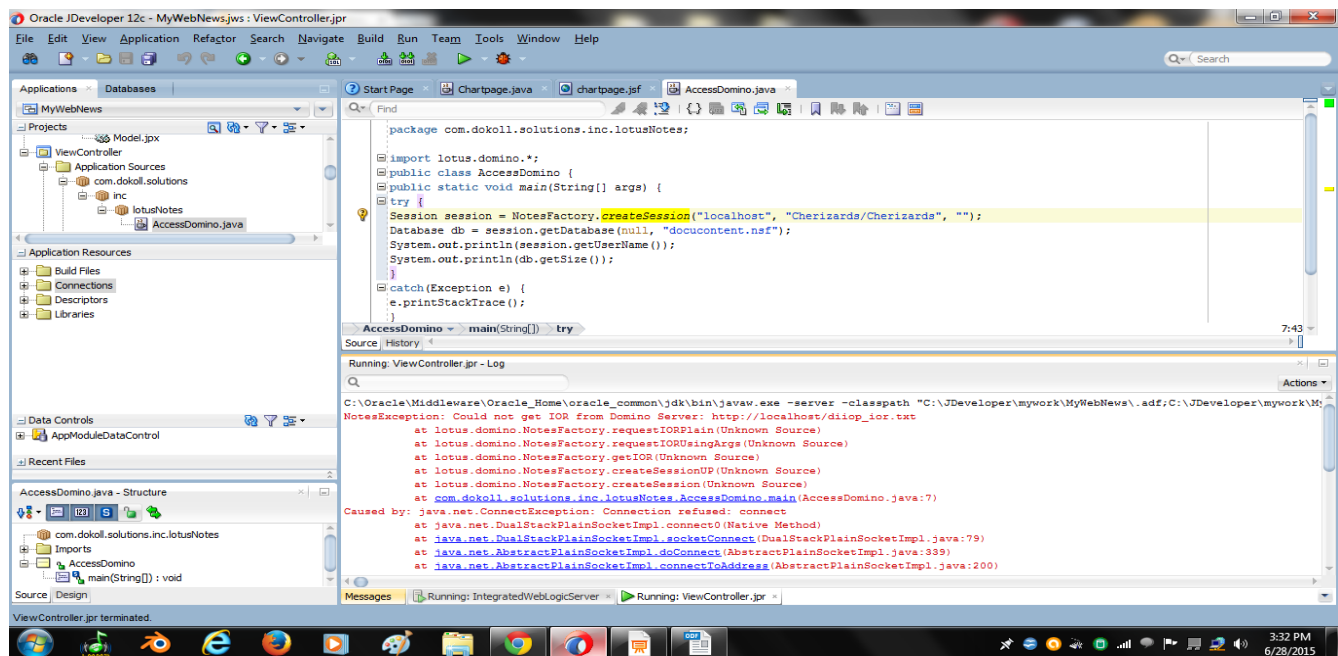 Oracle JDeveloper 12c - MyWebNews.jws : ViewController.jpr
File Edit View Application Refactor Search Navigate Build Run Team Tools Window Help
Search
Applications
Databases
MyWebNews
Projects
Model.jpx
ViewController
Application Sources
com.dokoll.solutions
inc
lotusNotes
AccessDomino.java
Application Resources
Build Files
Connections
Descriptors
Libraries
Data Controls
AppModuleDataControl
Recent Files
AccessDomino.java - Structure
com.dokoll.solutions.inc.lotusNotes
Imports
AccessDomino
main(String[]) : void
Source Design
Start Page Chartpage.java chartpage.jsf AccessDomino.java
Find
package com.dokoll.solutions.inc.lotusNotes;
import lotus.domino.*;
public class AccessDomino {
public static void main(String[] args) {
try {
Session session = NotesFactory.createSession("localhost", "Cherizards/Cherizards", "");
Database db = session.getDatabase(null, "docucontent.nsf");
System.out.println(session.getUserName());
System.out.println(db.getSize());
}
catch(Exception e) {
e.printStackTrace();
}
AccessDomino main(String[]) try
7:43
Source History
Running: ViewController.jpr - Log
Actions
C:\Oracle\Middleware\Oracle_Home\oracle_common\jdk\bin\javaw.exe -server -classpath "C:\JDeveloper\mywork\MyWebNews\.adf;C:\JDeveloper\mywork\
NotesException: Could not get IOR from Domino Server: http://localhost/diiop_ior.txt
at lotus.domino.NotesFactory.requestIORPlain(Unknown Source)
at lotus.domino.NotesFactory.requestIORUsingArgs(Unknown Source)
at lotus.domino.NotesFactory.getIOR(Unknown Source)
at lotus.domino.NotesFactory.createSessionUP(Unknown Source)
at lotus.domino.NotesFactory.createSession(Unknown Source)
at com.dokoll.solutions.inc.lotusNotes.AccessDomino.main(AccessDomino.java:7)
Caused by: java.net.ConnectException: Connection refused: connect
at java.net.DualStackPlainSocketImpl.connect0(Native Method)
at java.net.DualStackPlainSocketImpl.socketConnect(DualStackPlainSocketImpl.java:79)
at java.net.AbstractPlainSocketImpl.doConnect(AbstractPlainSocketImpl.java:339)
at java.net.AbstractPlainSocketImpl.connectToAddress(AbstractPlainSocketImpl.java:200)
Messages Running: IntegratedWebLogicServer Running: ViewController.jpr
ViewController.jpr terminated.
3:32 PM
6/28/2015